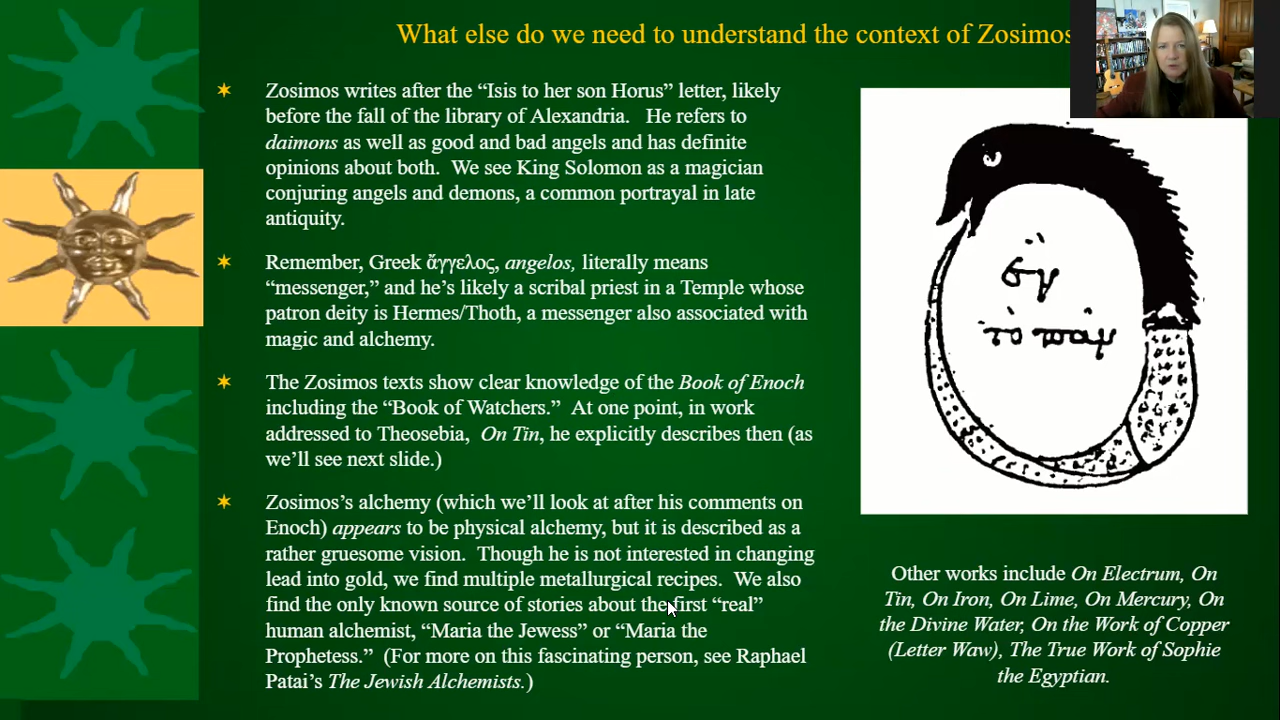 What else do we need to understand the context of Zosimos
Zosimos writes after the “Isis to her son Horus” letter, likely
before the fall of the library of Alexandria.   He refers to
daimons as well as good and bad angels and has definite
opinions about both.  We see King Solomon as a magician
conjuring angels and demons, a common portrayal in late
antiquity.
Remember, Greek ἄγγελος, angelos, literally means
“messenger,” and he’s likely a scribal priest in a Temple whose
patron deity is Hermes/Thoth, a messenger also associated with
magic and alchemy.
The Zosimos texts show clear knowledge of the Book of Enoch
including the “Book of Watchers.”  At one point, in work
addressed to Theosebia,  On Tin, he explicitly describes then (as
we’ll see next slide.)
Zosimos’s alchemy (which we’ll look at after his comments on
Enoch) appears to be physical alchemy, but it is described as a
rather gruesome vision.  Though he is not interested in changing
lead into gold, we find multiple metallurgical recipes.  We also
find the only known source of stories about the first “real”
human alchemist, “Maria the Jewess” or “Maria the
Prophetess.”  (For more on this fascinating person, see Raphael
Patai’s The Jewish Alchemists.)
ἓν
τὸ πᾶν
Other works include On Electrum, On
Tin, On Iron, On Lime, On Mercury, On
the Divine Water, On the Work of Copper
(Letter Waw), The True Work of Sophie
the Egyptian.